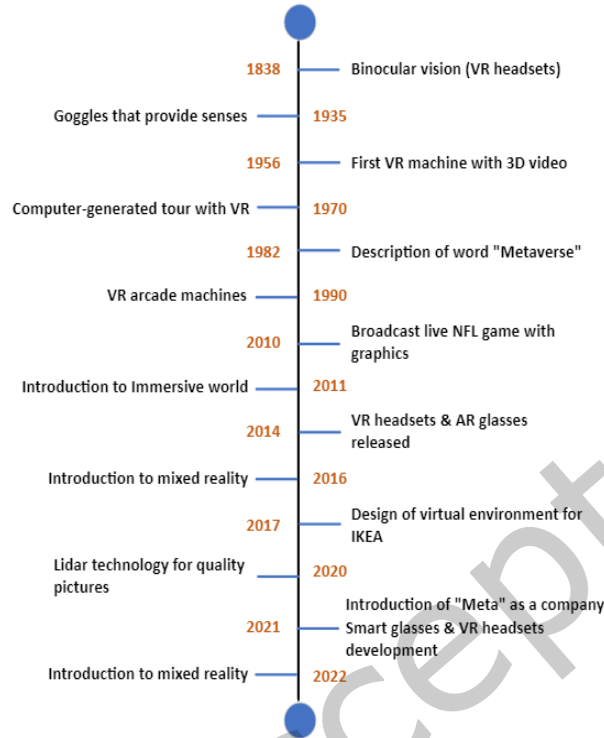 1838 Binocular vision (VR headsets)
Goggles that provide senses 1935
1956 First VR machine with 3D video
Computer-generated tour with VR 1970
1982 Description of word "Metaverse"
VR arcade machines 1990
2010 Broadcast live NFL game with
graphics
Introduction to Immersive world 2011
2014 VR headsets & AR glasses
released
Introduction to mixed reality 2016
2017 Design of virtual environment for
IKEA
Lidar technology for quality
pictures 2020
Introduction of "Meta" as a company
2021 Smart glasses & VR headsets
development
Introduction to mixed reality 2022